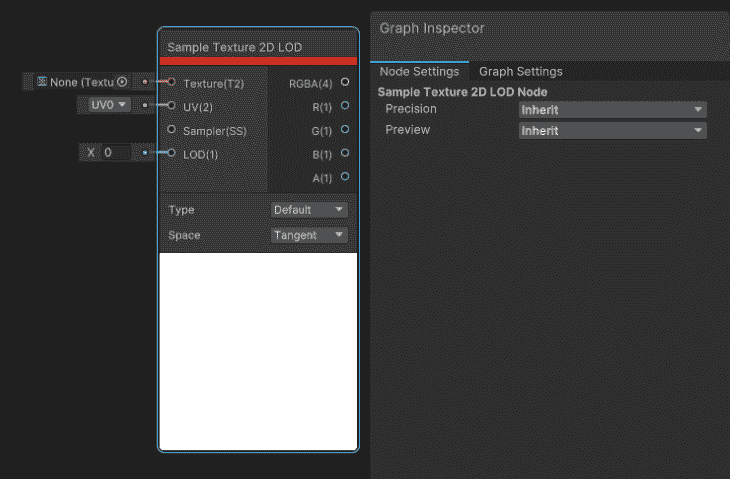 Sample Texture 2D LOD
None (Textu
Texture(T2)
RGBA(4)
UV0
UV(2)
R(1)
Sampler(SS)
G(1)
X 0
LOD(1)
B(1)
A(1)
Type
Default
Space
Tangent
Graph Inspector
Node Settings
Graph Settings
Sample Texture 2D LOD Node
Precision
Inherit
Preview
Inherit